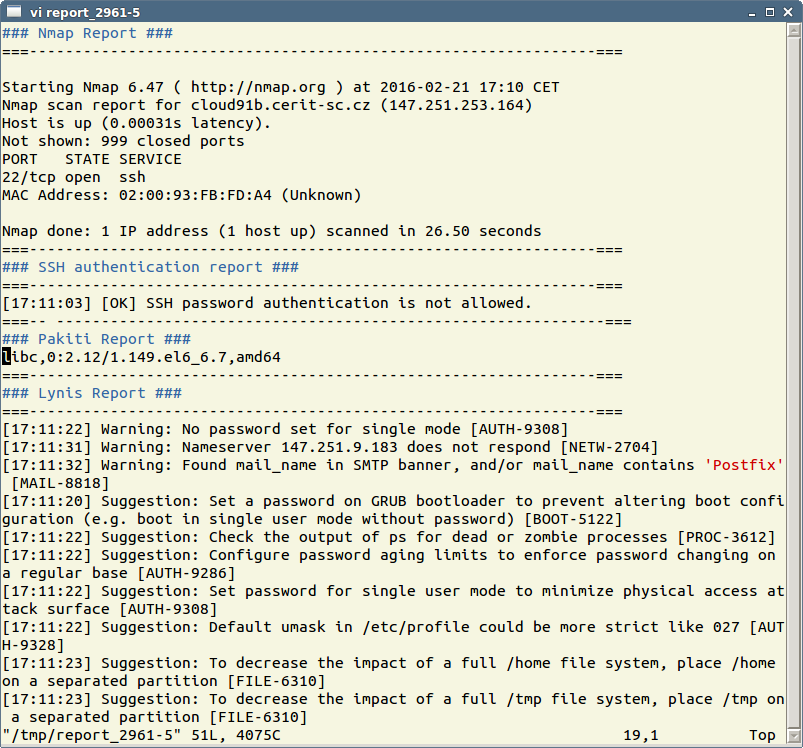 vi report_2961-5
### Nmap Report ###
===---------------------------------------------------------------===
Starting Nmap 6.47 ( http://nmap.org ) at 2016-02-21 17:10 CET
Nmap scan report for cloud91b.cerit-sc.cz (147.251.253.164)
Host is up (0.00031s latency).
Not shown: 999 closed ports
PORT   STATE SERVICE
22/tcp open  ssh
MAC Address: 02:00:93:FB:FD:A4 (Unknown)
Nmap done: 1 IP address (1 host up) scanned in 26.50 seconds
===---------------------------------------------------------------===
### SSH authentication report ###
===---------------------------------------------------------------===
[17:11:03] [OK] SSH password authentication is not allowed.
===-- -------------------------------------------------------------===
### Pakiti Report ###
libc,0:2.12/1.149.el6_6.7,amd64
===---------------------------------------------------------------===
### Lynis Report ###
===---------------------------------------------------------------===
[17:11:22] Warning: No password set for single mode [AUTH-9308]
[17:11:31] Warning: Nameserver 147.251.9.183 does not respond [NETW-2704]
[17:11:32] Warning: Found mail_name in SMTP banner, and/or mail_name contains 'Postfix'
 [MAIL-8818]
[17:11:20] Suggestion: Set a password on GRUB bootloader to prevent altering boot confi
guration (e.g. boot in single user mode without password) [BOOT-5122]
[17:11:22] Suggestion: Check the output of ps for dead or zombie processes [PROC-3612]
[17:11:22] Suggestion: Configure password aging limits to enforce password changing on
a regular base [AUTH-9286]
[17:11:22] Suggestion: Set password for single user mode to minimize physical access at
tack surface [AUTH-9308]
[17:11:22] Suggestion: Default umask in /etc/profile could be more strict like 027 [AUT
H-9328]
[17:11:23] Suggestion: To decrease the impact of a full /home file system, place /home
on a separated partition [FILE-6310]
[17:11:23] Suggestion: To decrease the impact of a full /tmp file system, place /tmp on
 a separated partition [FILE-6310]
"/tmp/report_2961-5" 51L, 4075C                                      19,1          Top